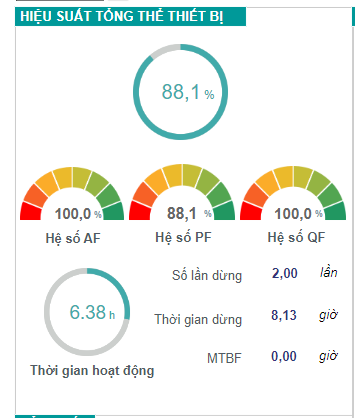 HIỆU SUẤT TỔNG THỂ THIẾT BỊ
88,1 %
100,0 % 88,1 % 100,0 %
Hệ số AF Hệ số PF Hệ số QF
6.38 h
Thời gian hoạt động
Số lần dừng 2,00 lần
Thời gian dừng 8,13 giờ
MTBF 0,00 giờ